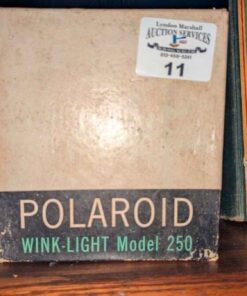 Lyndon Marshall
AUCTION SERVICES
11
POLAROID
WINK-LIGHT Model 250